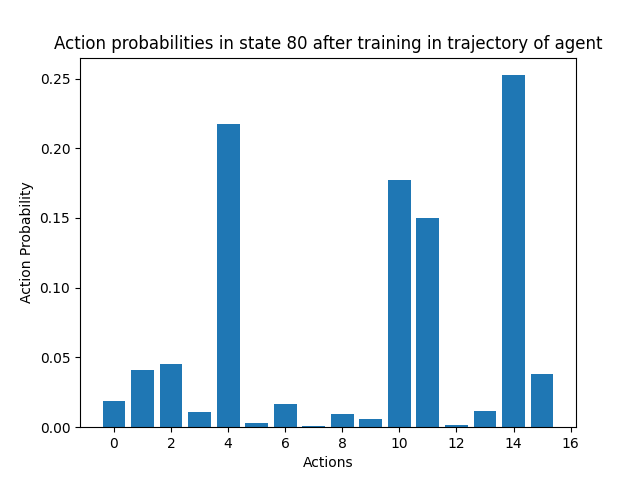 Action probabilities in state 80 after training in trajectory of agent
0.25
0.20
0.15
0.10
0.05
0.00
Action Probability
0 2 4 6 8 10 12 14 16
Actions